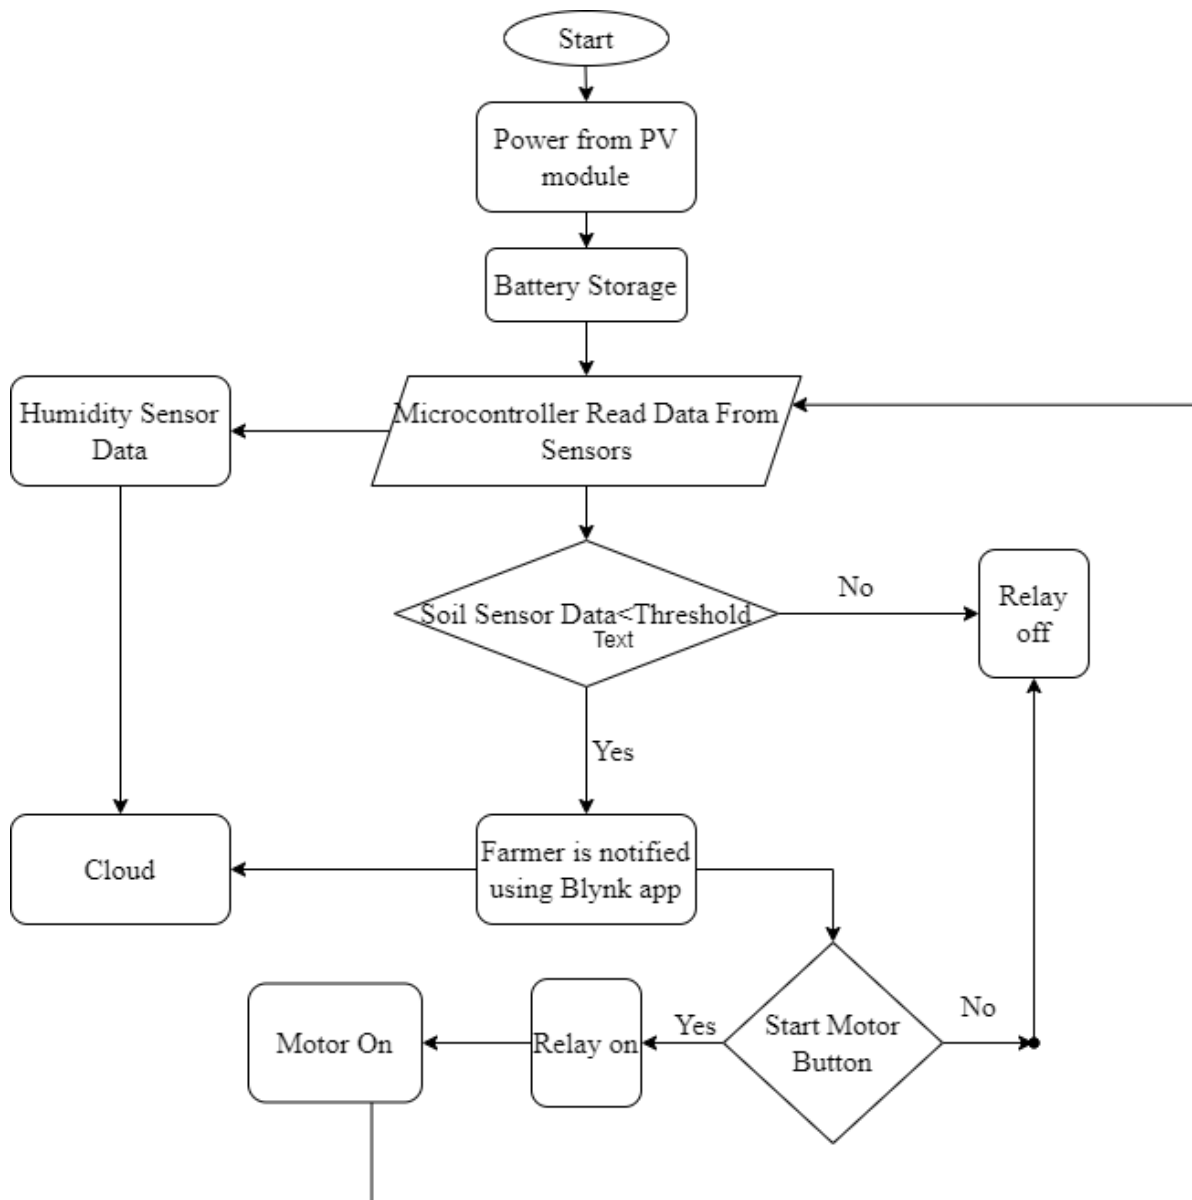 Start
Power from PV
module
Battery Storage
Humidity Sensor
Data
Microcontroller Read Data From
Sensors
Soil Sensor Data<Threshold
Text
No
Relay
off
Yes
Cloud
Farmer is notified
using Blynk app
Motor On
Relay on
Yes
Start Motor
Button
No